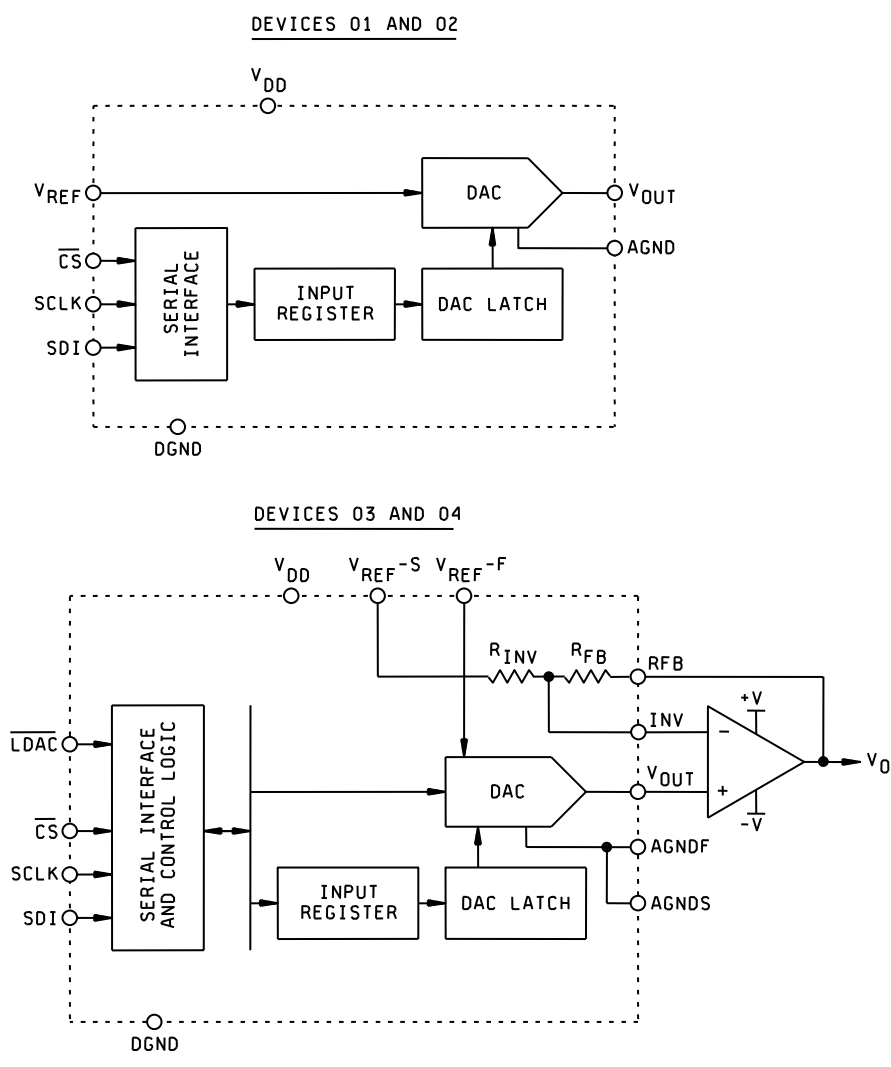 DEVICES 01 AND 02
VDD
VREF
DAC
VOUT
AGND
CS
SCLK
SDI
SERIAL
INTERFACE
INPUT
REGISTER
DAC LATCH
DGND
DEVICES 03 AND 04
VDD
VREF-S
VREF-F
RINV
RFB
RFB
+V
INV
-
LDAC
SERIAL INTERFACE
AND CONTROL LOGIC
DAC
VOUT
+
VO
-V
CS
AGNDF
SCLK
INPUT
REGISTER
DAC LATCH
AGNDS
SDI
DGND